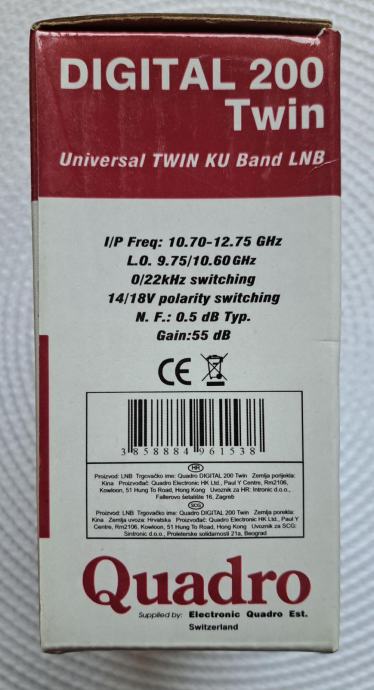 DIGITAL 200
Twin
Universal TWIN KU Band LNB
I/P Freq: 10.70-12.75 GHz
L.O. 9.75/10.60 GHz
0/22kHz switching
14/18V polarity switching
N. F.: 0.5 dB Typ.
Gain:55 dB
CE
3 858884 961538
HR
Proizvod: LNB Trgovačko ime: Quadro DIGITAL 200 Twin Zemlja porijekla:
Kina Proizvođač: Quadro Electronic HK Ltd., Paul Y Centre, Rm2106,
Kowloon, 51 Hung To Road, Hong Kong Uvoznik za HR: Intronic d.o.o.,
Fallerovo šetalište 16, Zagreb
SCG
Proizvod: LNB Trgovačko ime: Quadro DIGITAL 200 Twin Zemlja porekla:
Kina Zemlja uvoza: Hrvatska Proizvođač: Quadro Electronic HK Ltd., Paul Y
Centre, Rm2106, Kowloon, 51 Hung To Road, Hong Kong Uvoznik za SCG:
Sintronic d.o.o., Proleterske solidarnosti 21a, Beograd
Quadro
Supplied by: Electronic Quadro Est.
Switzerland